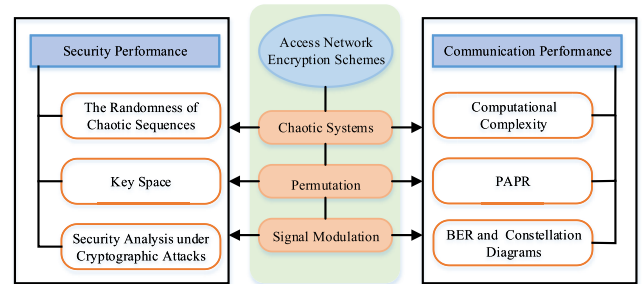 Security Performance
The Randomness of
Chaotic Sequences
Key Space
Security Analysis under
Cryptographic Attacks
Access Network
Encryption Schemes
Chaotic Systems
Permutation
Signal Modulation
Communication Performance
Computational
Complexity
PAPR
BER and Constellation
Diagrams